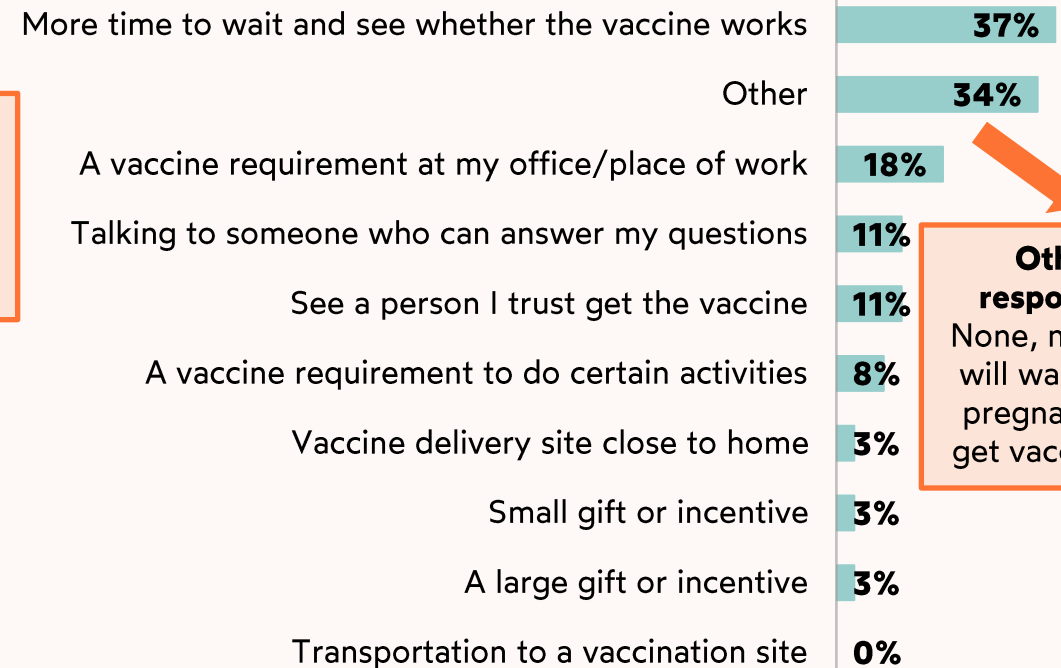 More time to wait and see whether the vaccine works 37%
Other 34%
A vaccine requirement at my office/place of work 18%
Talking to someone who can answer my questions 11%
See a person I trust get the vaccine 11%
A vaccine requirement to do certain activities 8%
Vaccine delivery site close to home 3%
Small gift or incentive 3%
A large gift or incentive 3%
Transportation to a vaccination site 0%
None,
will
get